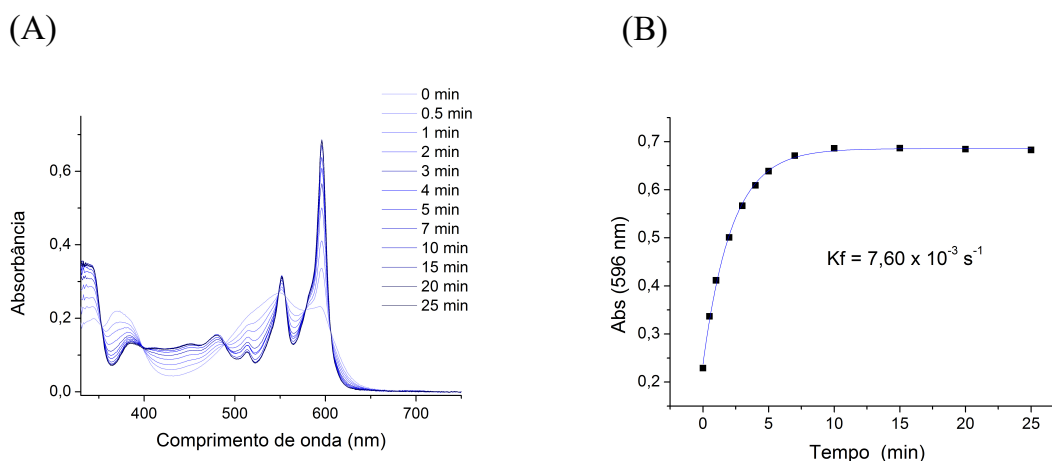 (A)
(B)
0 min
0.5 min
1 min
2 min
3 min
4 min
5 min
7 min
10 min
15 min
20 min
25 min
0,6
0,4
0,2
0,0
Absorbância
400
500
600
700
Comprimento de onda (nm)
0,7
0,6
0,5
0,4
0,3
0,2
Abs (596 nm)
Kf = 7,60 x 10⁻³ s⁻¹
0
5
10
15
20
25
Tempo (min)